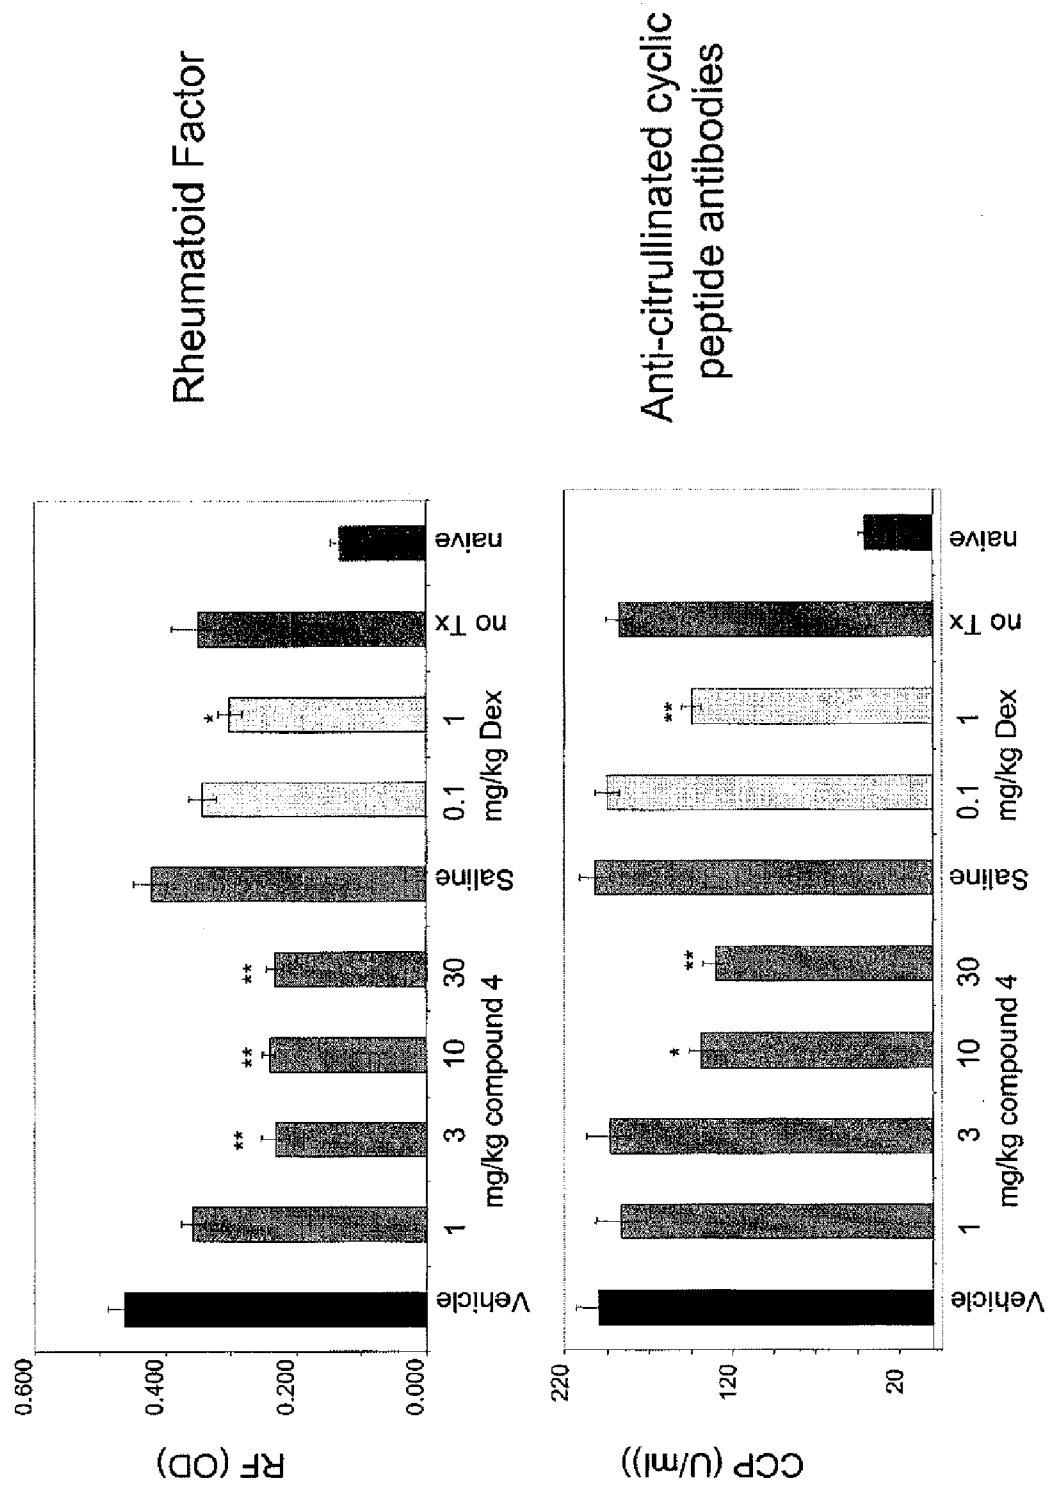 Rheumatoid Factor
RF (OD)
0.600
0.400
0.200
0.000
** ** ** *
Vehicle 1 3 10 30 Saline 0.1 1 no Tx naive
mg/kg compound 4 mg/kg Dex
Anti-citrullinated cyclic
peptide antibodies
CCP (U/ml))
220
120
20
* ** **
Vehicle 1 3 10 30 Saline 0.1 1 no Tx naive
mg/kg compound 4 mg/kg Dex